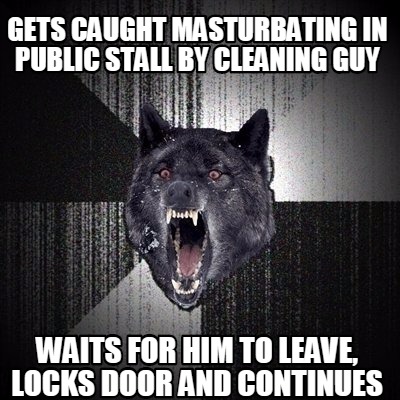 GETS CAUGHT MASTURBATING IN
PUBLIC STALL BY CLEANING GUY
WAITS FOR HIM TO LEAVE,
LOCKS DOOR AND CONTINUES